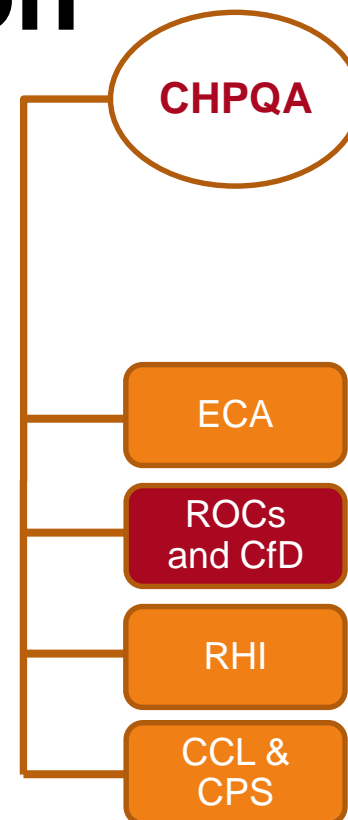 CHPQA
ECA
ROCs
and CfD
RHI
CCL &
CPS